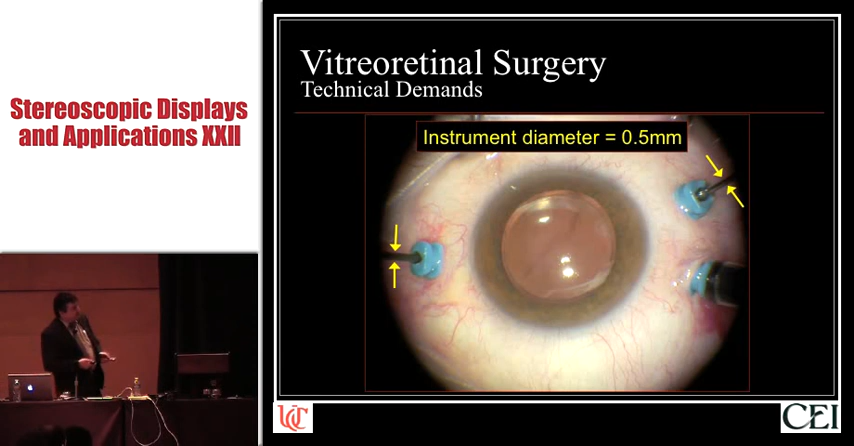 Stereoscopic Displays
and Applications XXII
Vitreoretinal Surgery
Technical Demands
Instrument diameter = 0.5mm
UC
CEI